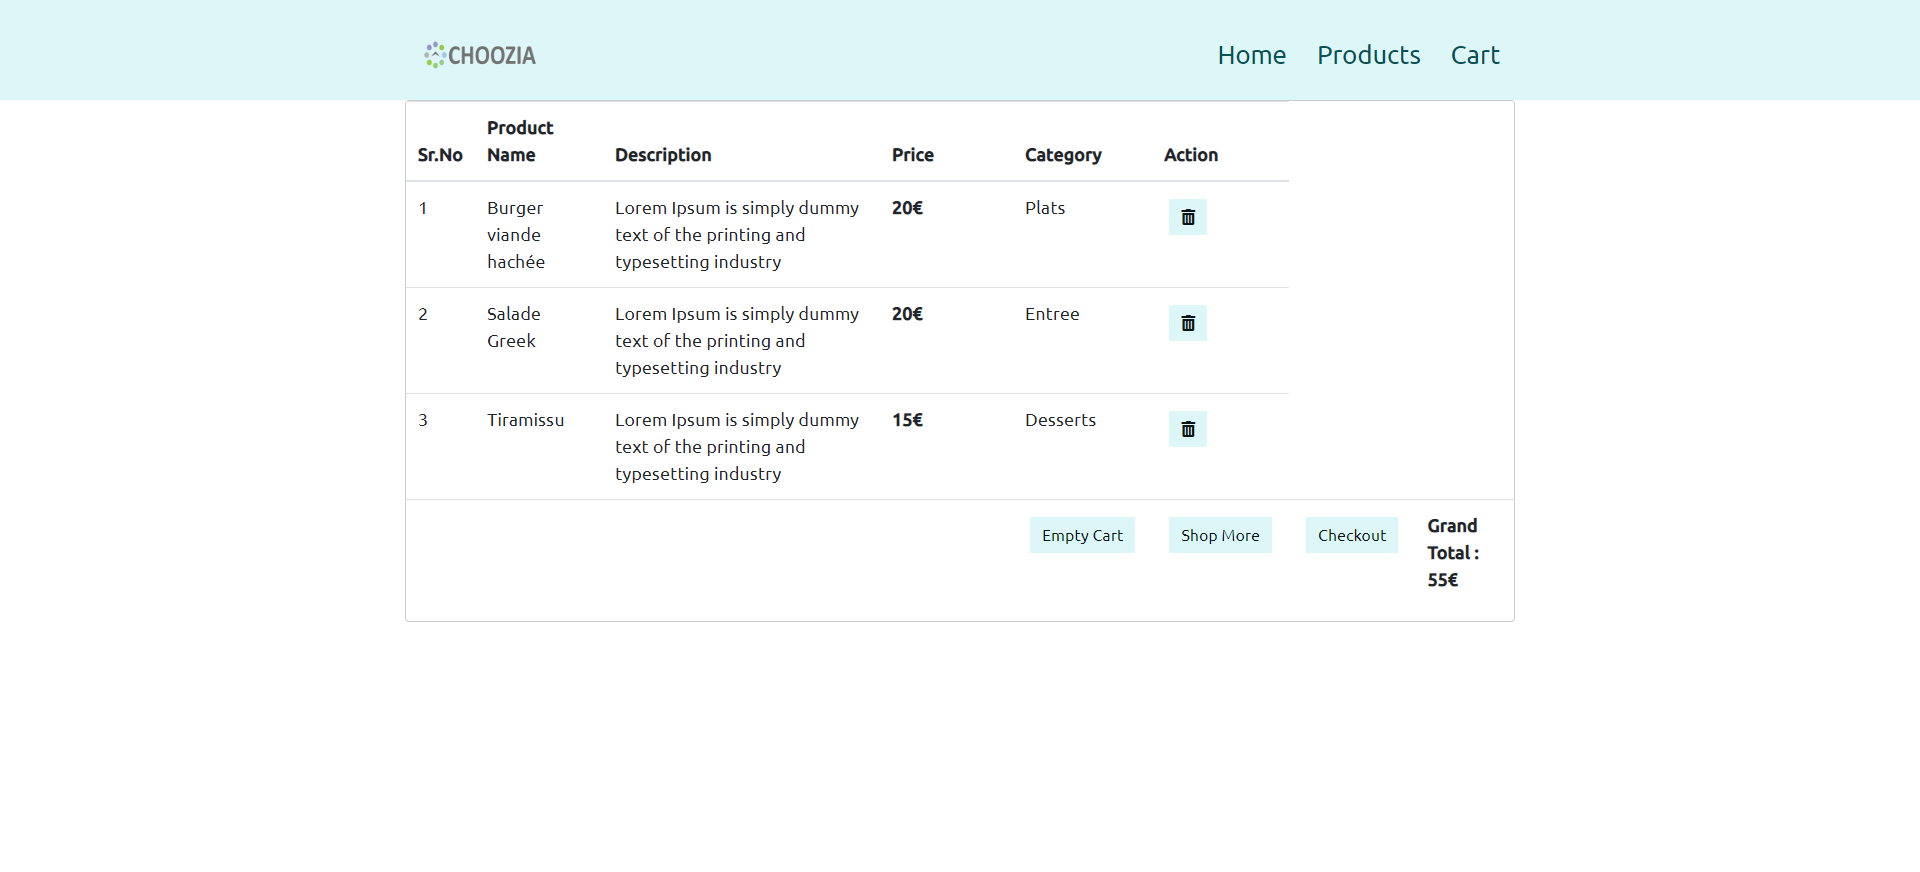 CHOOZIA
Home Products Cart
Product
Sr.No Name Description Price Category Action
1 Burger Lorem Ipsum is simply dummy 20€ Plats
viande text of the printing and
hachée typesetting industry
2 Salade Lorem Ipsum is simply dummy 20€ Entree
Greek text of the printing and
typesetting industry
3 Tiramissu Lorem Ipsum is simply dummy 15€ Desserts
text of the printing and
typesetting industry
Empty Cart Shop More Checkout Grand
Total :
55€